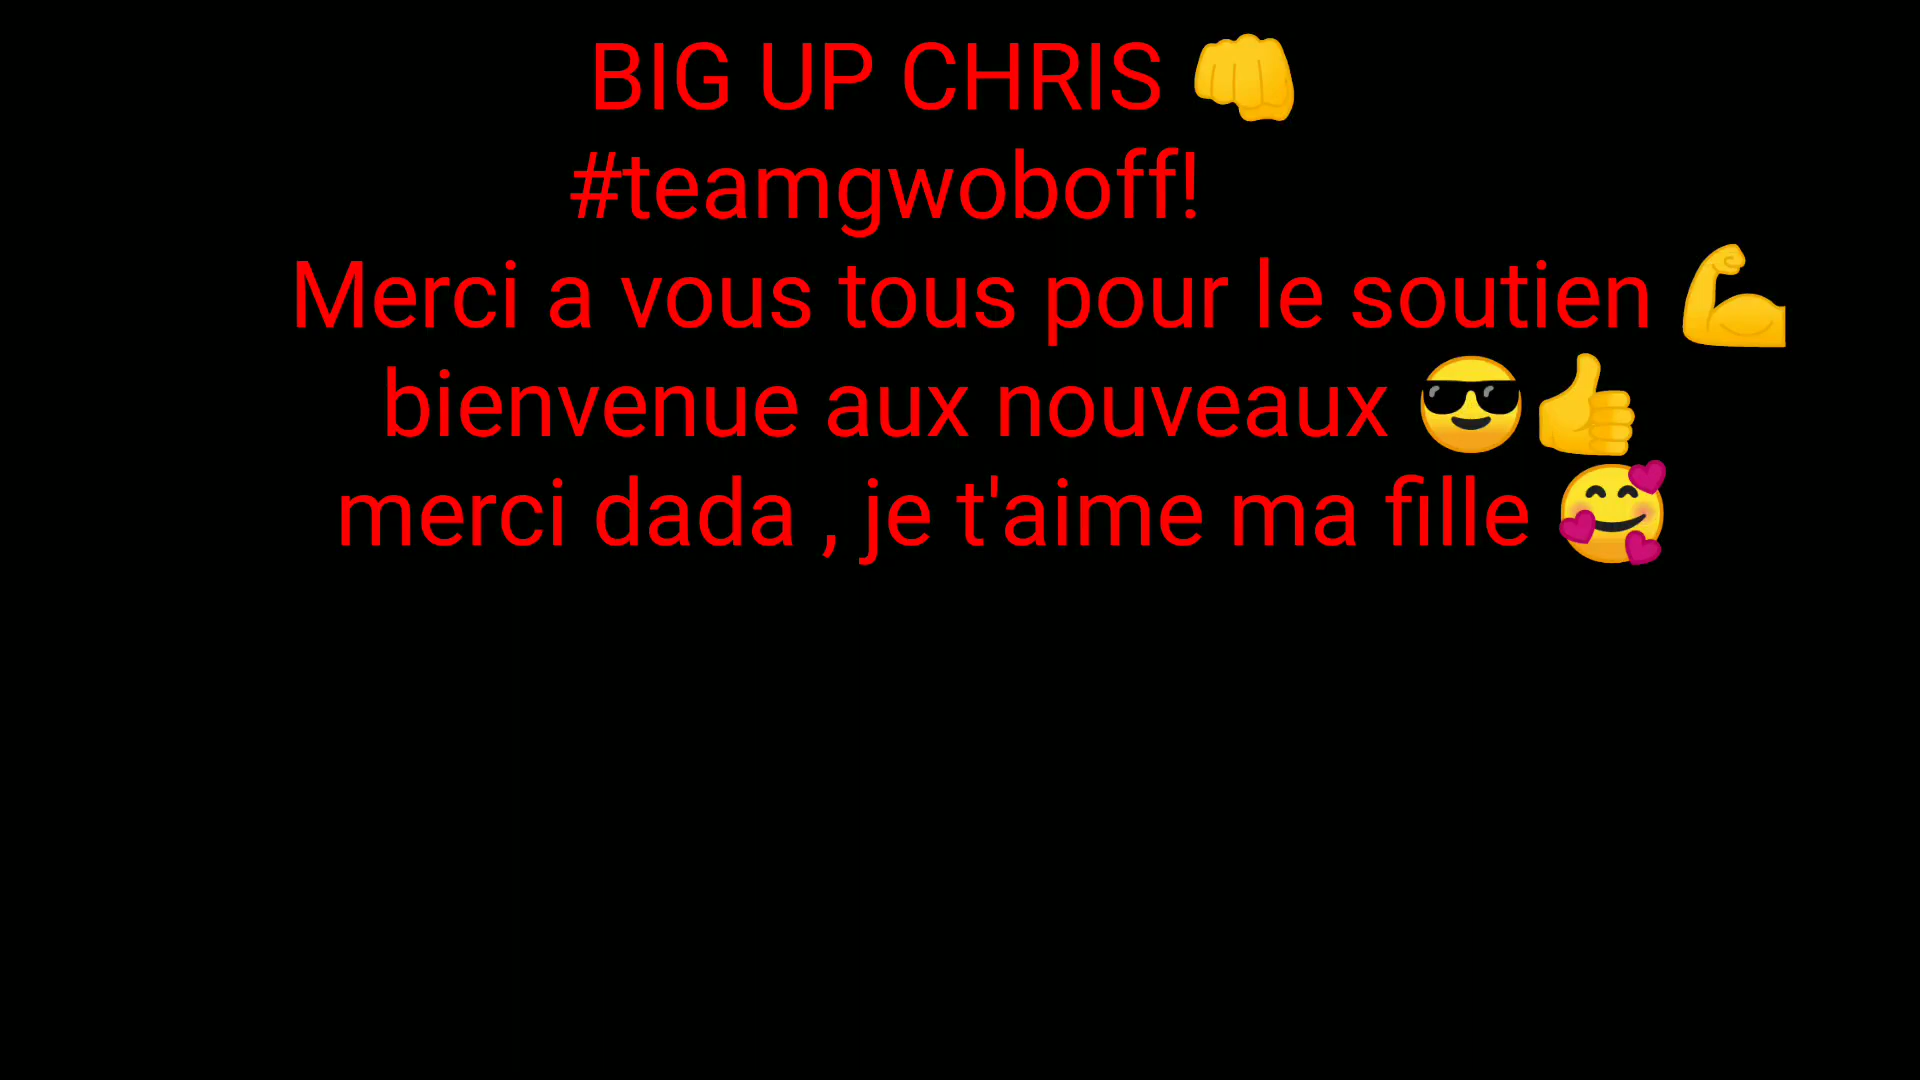 BIG UP CHRIS 👊
#teamgwoboff!
Merci a vous tous pour le soutien 💪
bienvenue aux nouveaux 😎👍
merci dada , je t'aime ma fille 🥰